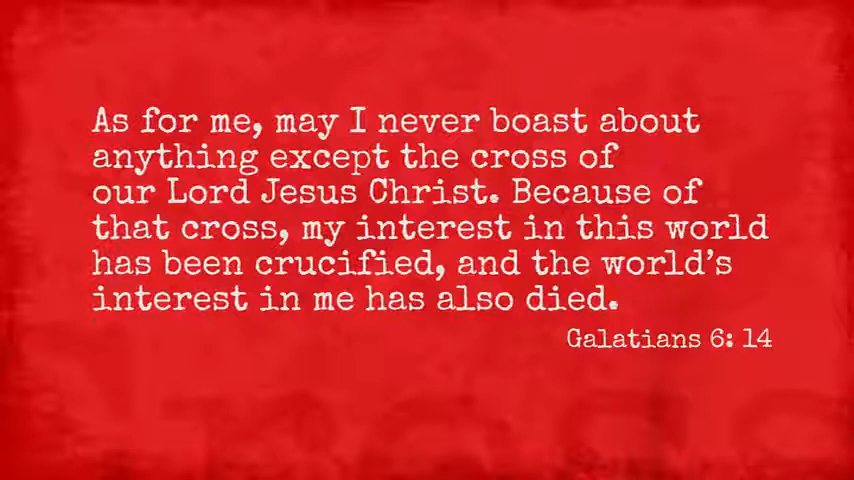 As for me, may I never boast about
anything except the cross of
our Lord Jesus Christ. Because of
that cross, my interest in this world
has been crucified, and the world's
interest in me has also died.
Galatians 6: 14